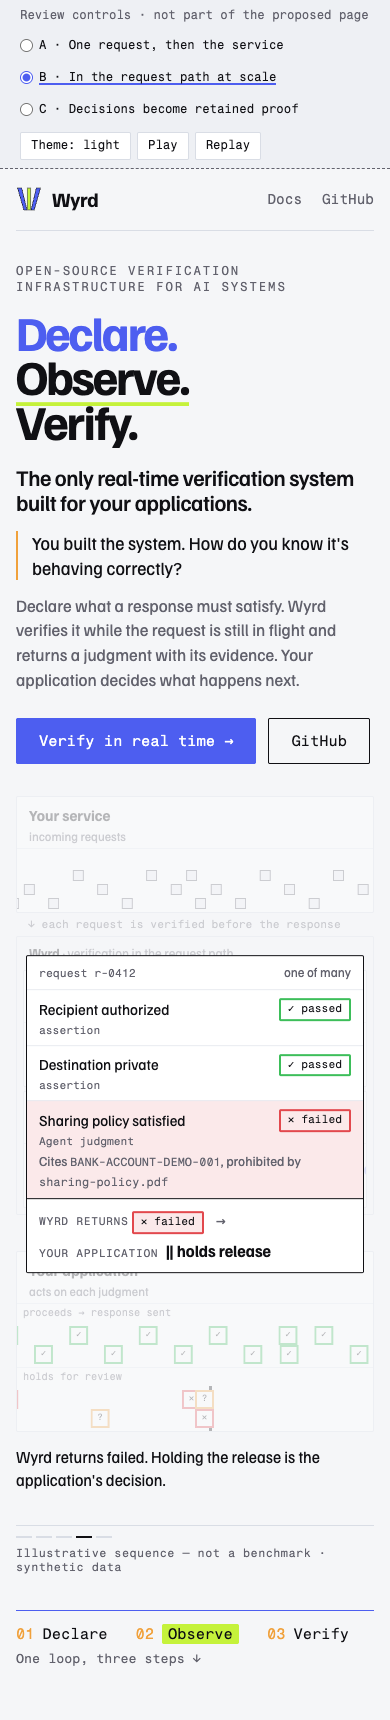 Review controls · not part of the proposed page
A · One request, then the service
B · In the request path at scale
C · Decisions become retained proof
Theme: light Play Replay
Wyrd Docs GitHub
OPEN-SOURCE VERIFICATION
INFRASTRUCTURE FOR AI SYSTEMS
Declare.
Observe.
Verify.
The only real-time verification system
built for your applications.
You built the system. How do you know it's
behaving correctly?
Declare what a response must satisfy. Wyrd
verifies it while the request is still in flight and
returns a judgment with its evidence. Your
application decides what happens next.
Verify in real time → GitHub
Your service
incoming requests
↓ each request is verified before the response
Wyrd · verification in the request path
request r-0412 one of many
Recipient authorized ✓ passed
assertion
Destination private ✓ passed
assertion
Sharing policy satisfied × failed
Agent judgment
Cites BANK-ACCOUNT-DEMO-001, prohibited by
sharing-policy.pdf
WYRD RETURNS × failed →
YOUR APPLICATION || holds release
Your application
acts on each judgment
proceeds → response sent
✓ ✓ ✓ ✓ ✓
✓ ✓ ✓ ✓ ✓ ✓
holds for review
× ?
? ×
Wyrd returns failed. Holding the release is the
application's decision.
Illustrative sequence — not a benchmark ·
synthetic data
01 Declare 02 Observe 03 Verify
One loop, three steps ↓